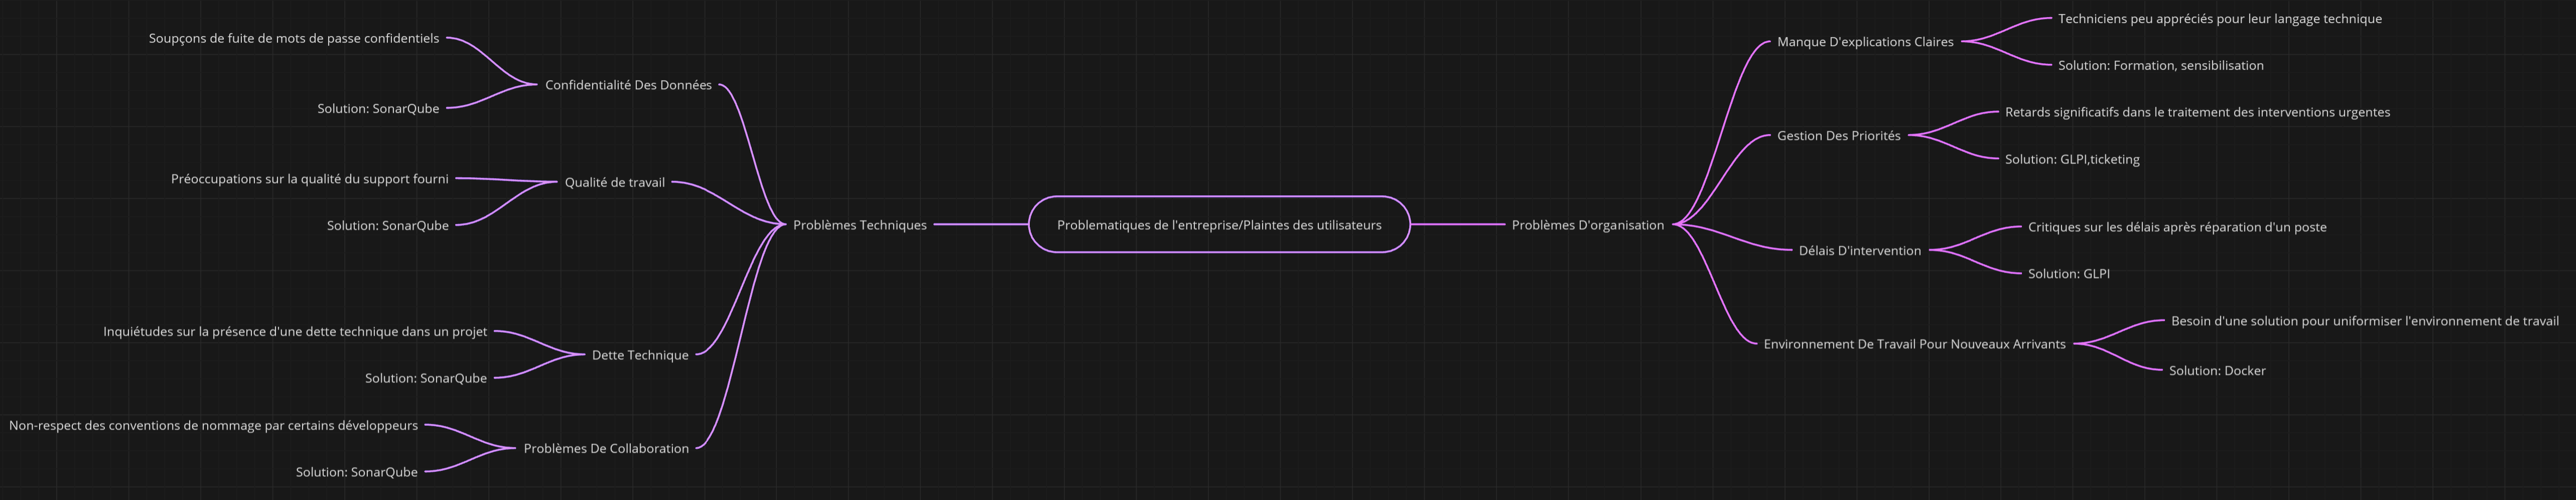 Problematiques de l'entreprise/Plaintes des utilisateurs
Problèmes Techniques
Confidentialité Des Données
Soupçons de fuite de mots de passe confidentiels
Solution: SonarQube
Qualité de travail
Préoccupations sur la qualité du support fourni
Solution: SonarQube
Dette Technique
Inquiétudes sur la présence d'une dette technique dans un projet
Solution: SonarQube
Problèmes De Collaboration
Non-respect des conventions de nommage par certains développeurs
Solution: SonarQube
Problèmes D'organisation
Manque D'explications Claires
Techniciens peu appréciés pour leur langage technique
Solution: Formation, sensibilisation
Gestion Des Priorités
Retards significatifs dans le traitement des interventions urgentes
Solution: GLPI,ticketing
Délais D'intervention
Critiques sur les délais après réparation d'un poste
Solution: GLPI
Environnement De Travail Pour Nouveaux Arrivants
Besoin d'une solution pour uniformiser l'environnement de travail
Solution: Docker